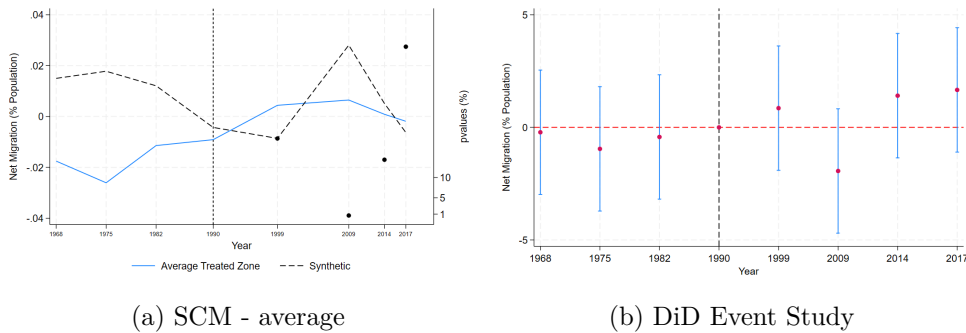 .04
.02
0
-.02
-.04
Net Migration (% Population)
10
5
1
pvalues (%)
1968 1975 1982 1990 1999 2009 2014 2017
Year
Average Treated Zone Synthetic
(a) SCM - average
5
0
-5
Net Migration (% Population)
1968 1975 1982 1990 1999 2009 2014 2017
Year
(b) DiD Event Study